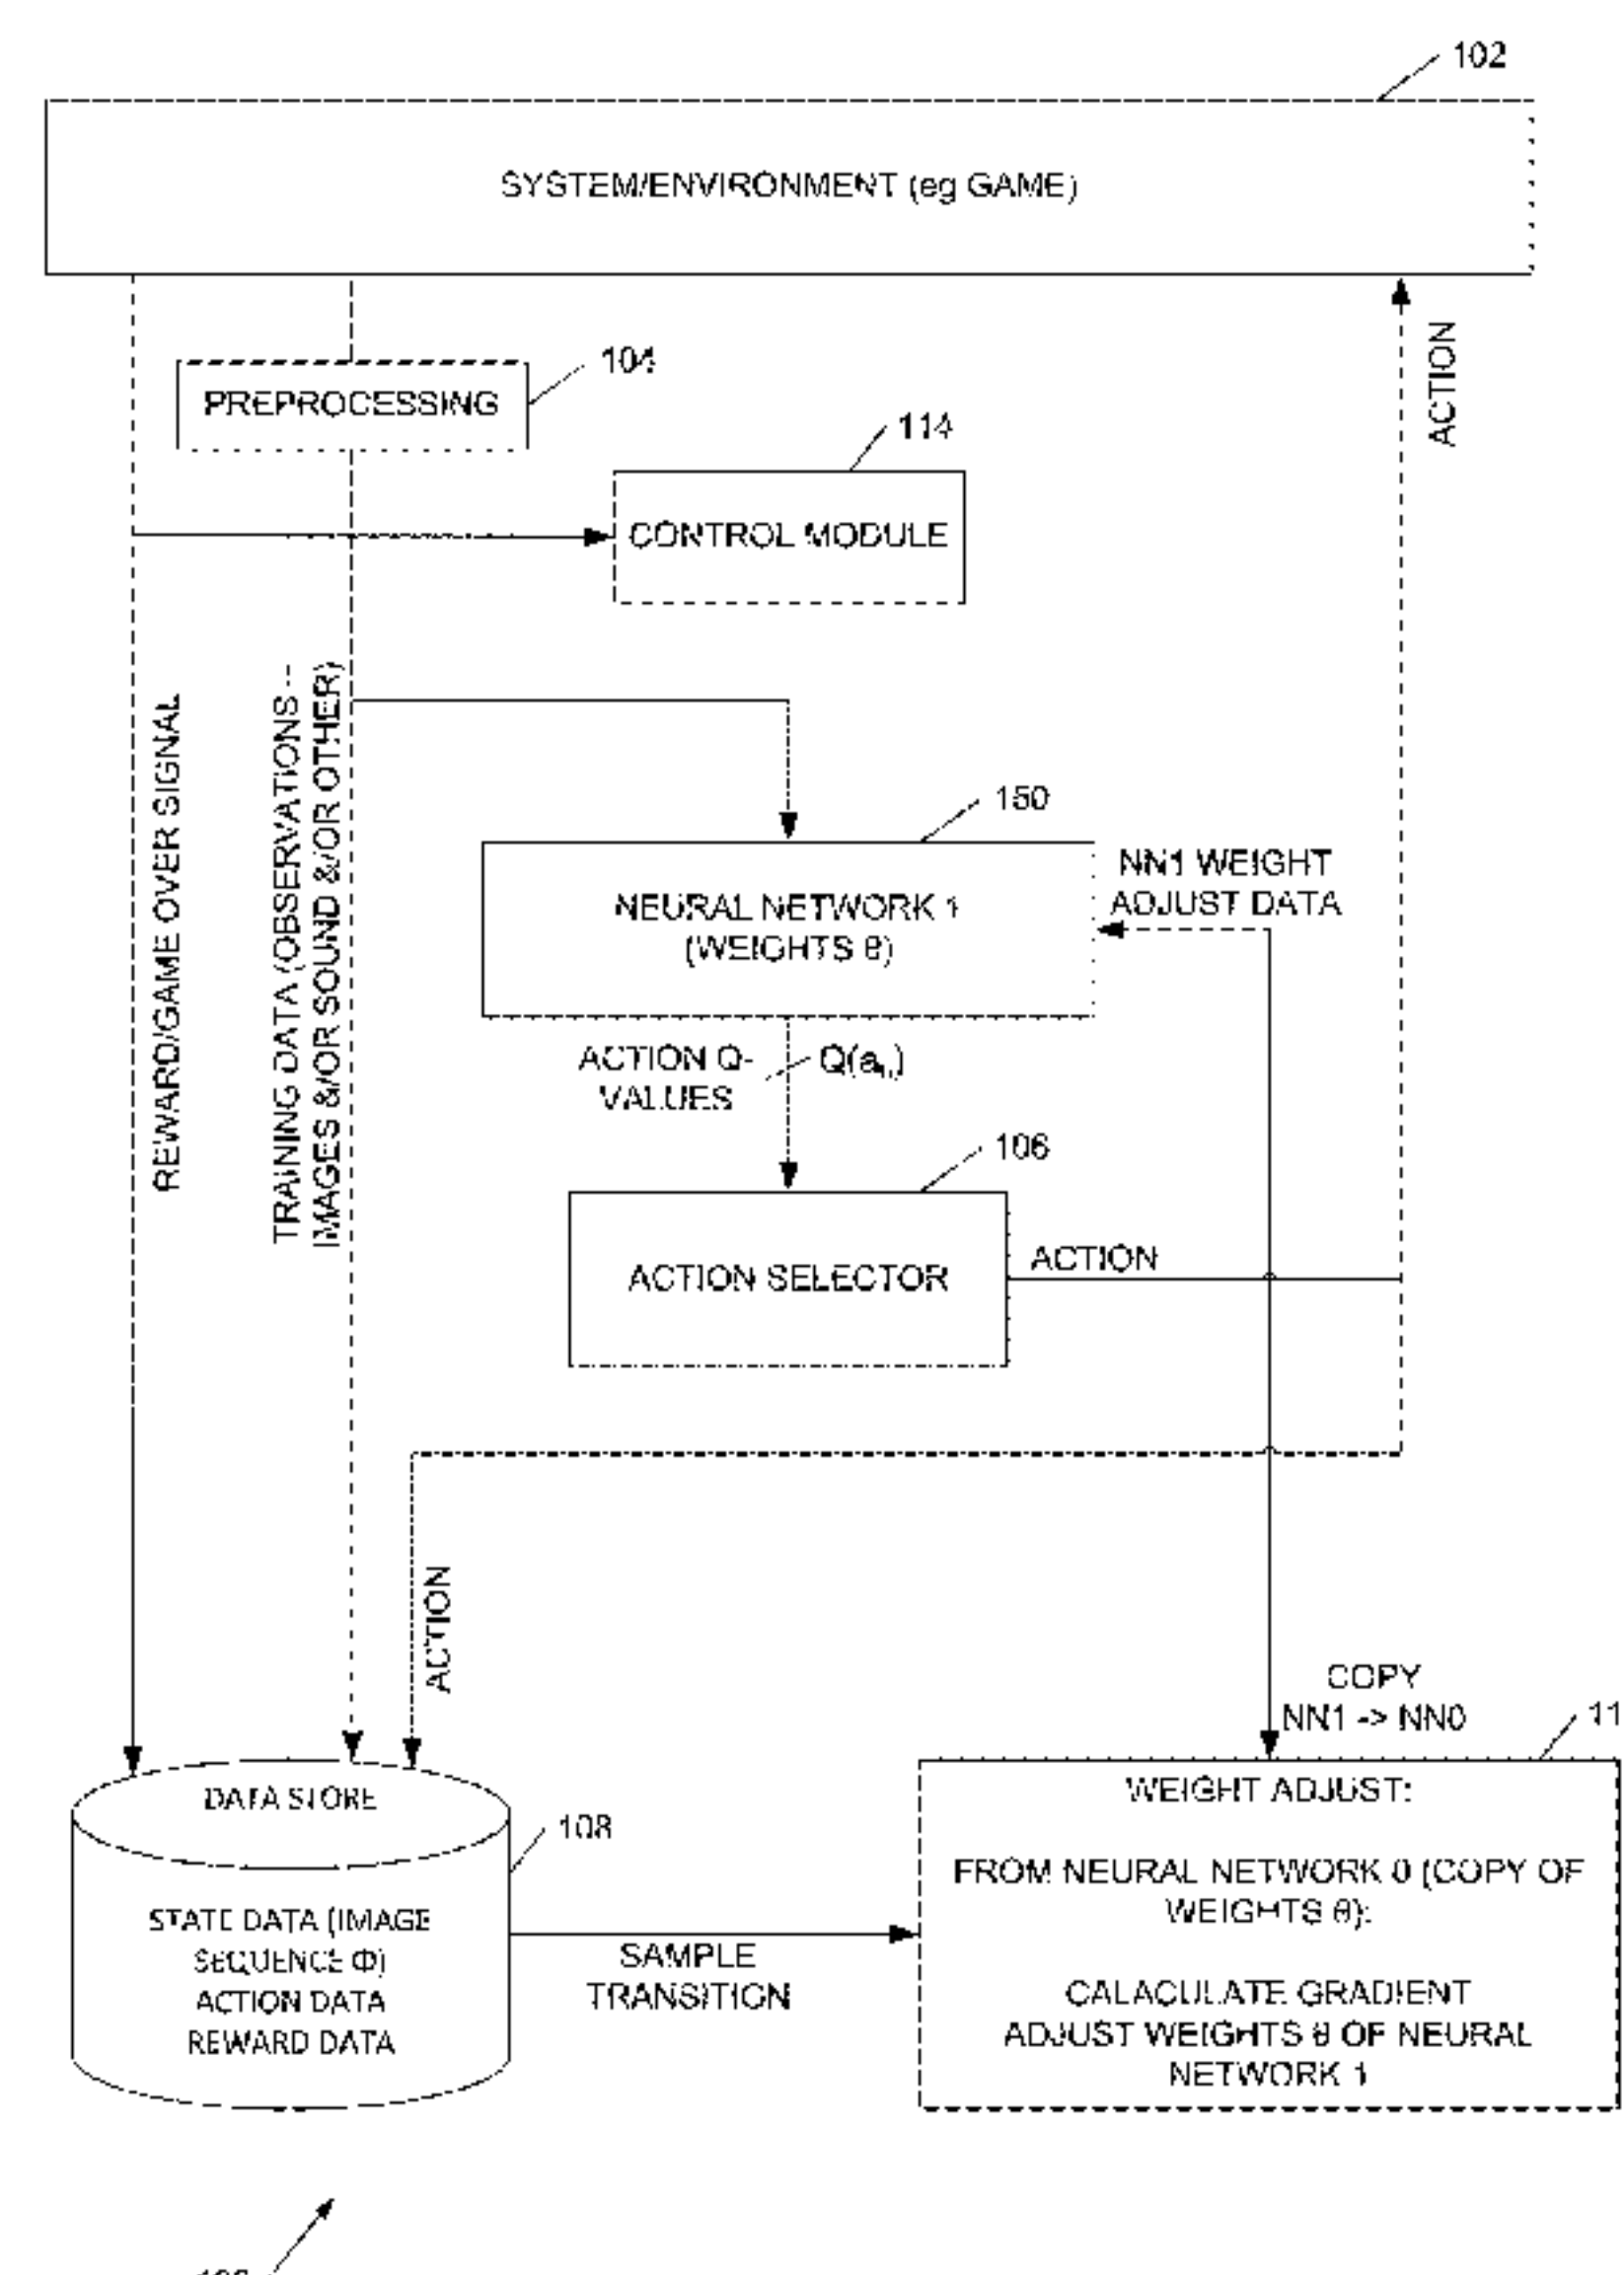 102
SYSTEM/ENVIRONMENT (eg GAME)
104
PREPROCESSING
ACTION
114
CONTROL MODULE
REWARD/GAME OVER SIGNAL
TRAINING DATA (OBSERVATIONS –
IMAGES &/OR SOUND &/OR OTHER)
150
NEURAL NETWORK 1
(WEIGHTS θ)
NN1 WEIGHT
ADJUST DATA
ACTION Q-
VALUES
Q(aₙ)
106
ACTION SELECTOR
ACTION
ACTION
COPY
NN1 -> NN0
11
DATA STORE
108
STATE DATA (IMAGE
SEQUENCE Φ)
ACTION DATA
REWARD DATA
SAMPLE
TRANSITION
WEIGHT ADJUST:
FROM NEURAL NETWORK 0 (COPY OF
WEIGHTS θ):
CALACULATE GRADIENT
ADJUST WEIGHTS θ OF NEURAL
NETWORK 1